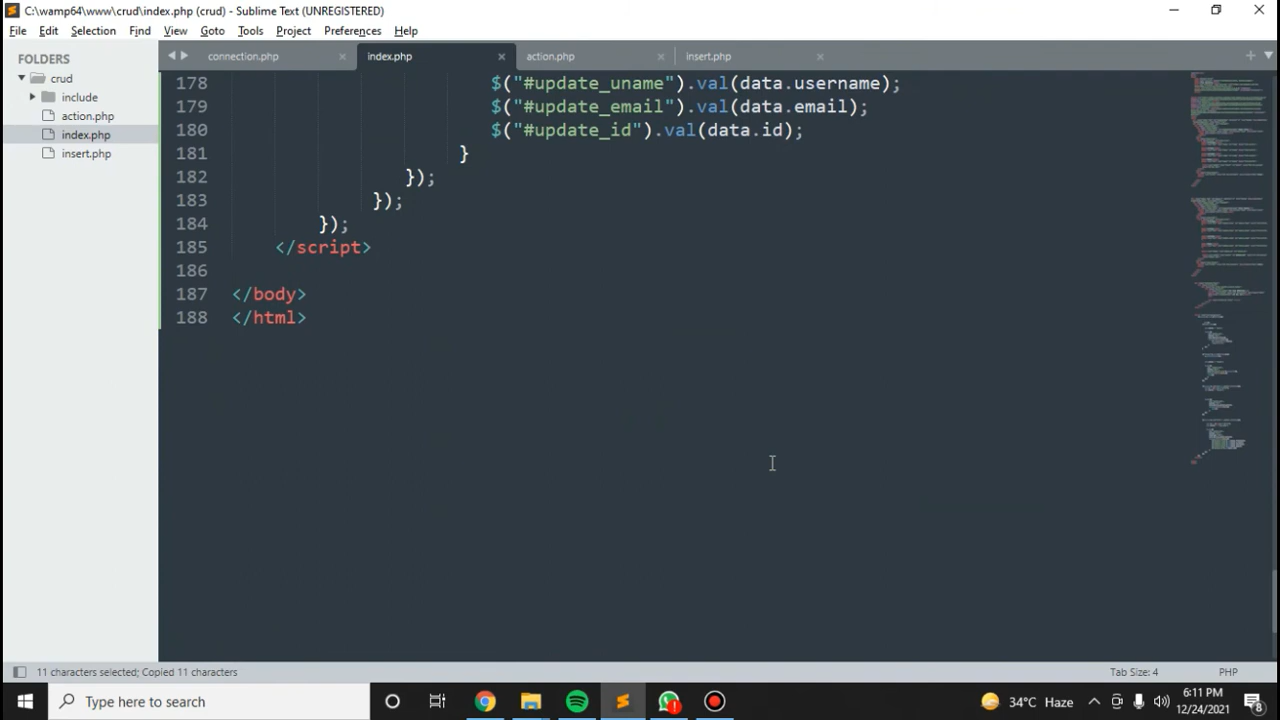 C:\wamp64\www\crud\index.php (crud) - Sublime Text (UNREGISTERED)
File Edit Selection View Goto Tools Project Preferences Help
FOLDERS
crud
include
action.php
index.php
insert.php
connection.php index.php action.php insert.php
178 $("#update_uname").val(data.username);
179 $("#update_email").val(data.email);
180 $("#update_id").val(data.id);
181 }
182 });
183 });
184 });
185 </script>
186
187 </body>
188 </html>
11 characters selected; Copied 11 characters
Tab Size: 4 PHP
Type here to search
34°C Haze
6:11 PM
12/24/2021
8